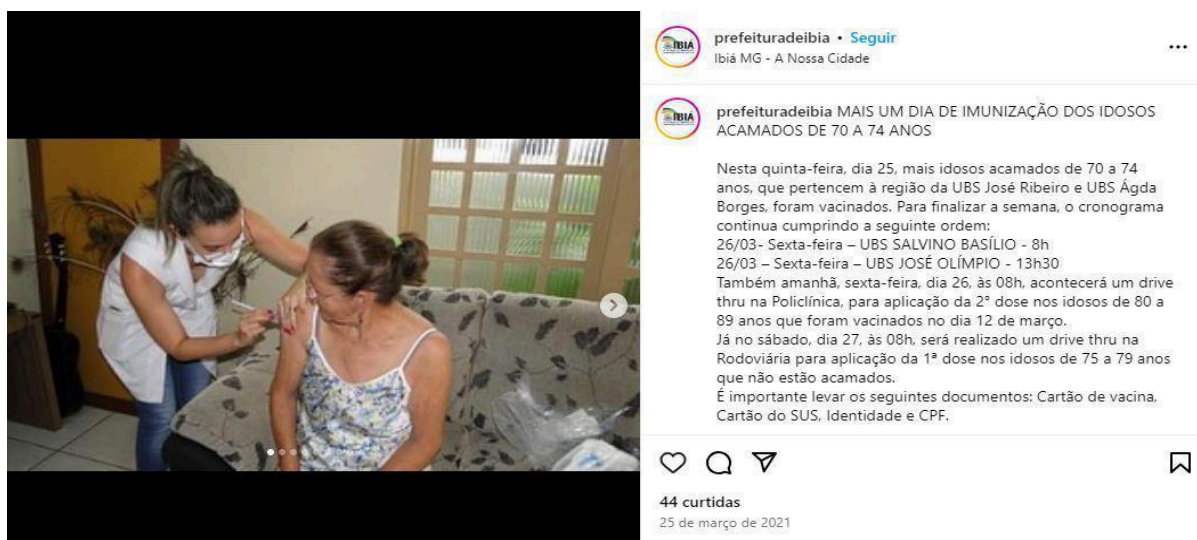 prefeituradeibia • Seguir
Ibiá MG - A Nossa Cidade
IBIÁ
prefeituradeibia MAIS UM DIA DE IMUNIZAÇÃO DOS IDOSOS
ACAMADOS DE 70 A 74 ANOS
IBIÁ
Nesta quinta-feira, dia 25, mais idosos acamados de 70 a 74
anos, que pertencem à região da UBS José Ribeiro e UBS Ágda
Borges, foram vacinados. Para finalizar a semana, o cronograma
continua cumprindo a seguinte ordem:
26/03- Sexta-feira – UBS SALVINO BASÍLIO - 8h
26/03 – Sexta-feira – UBS JOSÉ OLÍMPIO - 13h30
Também amanhã, sexta-feira, dia 26, às 08h, acontecerá um drive
thru na Policlínica, para aplicação da 2° dose nos idosos de 80 a
89 anos que foram vacinados no dia 12 de março.
Já no sábado, dia 27, às 08h, será realizado um drive thru na
Rodoviária para aplicação da 1ª dose nos idosos de 75 a 79 anos
que não estão acamados.
É importante levar os seguintes documentos: Cartão de vacina,
Cartão do SUS, Identidade e CPF.
44 curtidas
25 de março de 2021